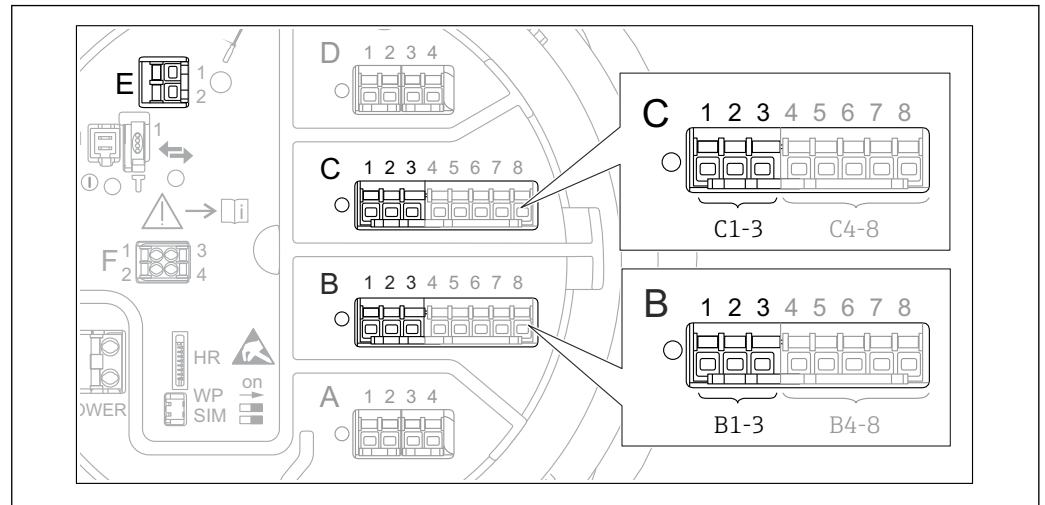 D 1 2 3 4
E 1
2
1
C 1 2 3 4 5 6 7 8
C 1 2 3 4 5 6 7 8
C1-3 C4-8
i
F 1 3
2 4
B 1 2 3 4 5 6 7 8
B 1 2 3 4 5 6 7 8
B1-3 B4-8
HR
WP on
SIM
OWER
A 1 2 3 4